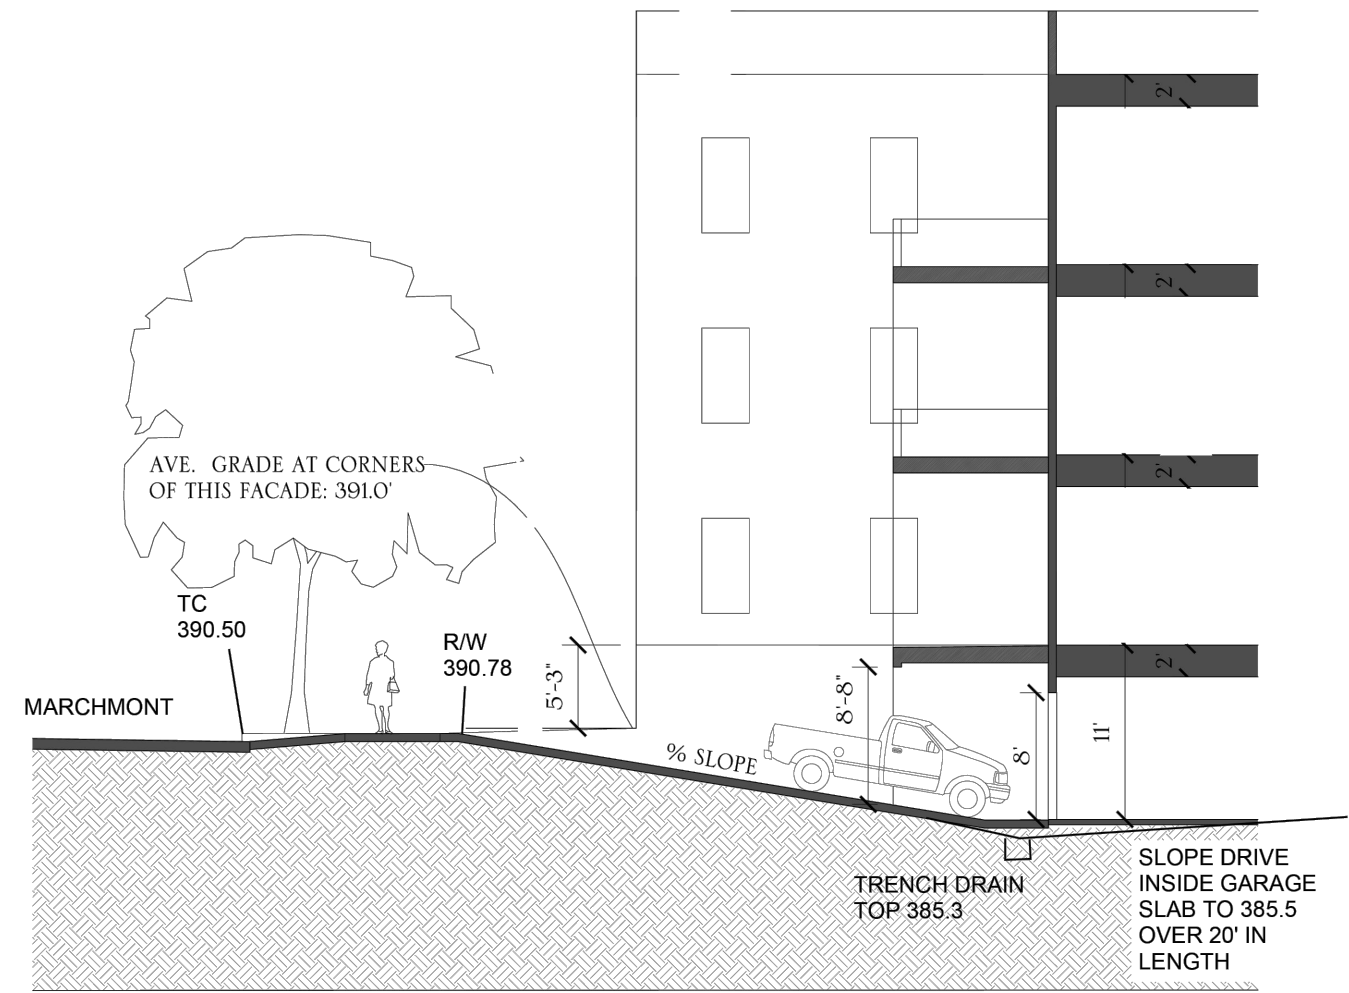 2'
2'
AVE. GRADE AT CORNERS
OF THIS FACADE: 391.0'
2'
TC
390.50
R/W
390.78
5'-3"
8'-8"
2'
MARCHMONT
% SLOPE
8'
11'
TRENCH DRAIN
TOP 385.3
SLOPE DRIVE
INSIDE GARAGE
SLAB TO 385.5
OVER 20' IN
LENGTH